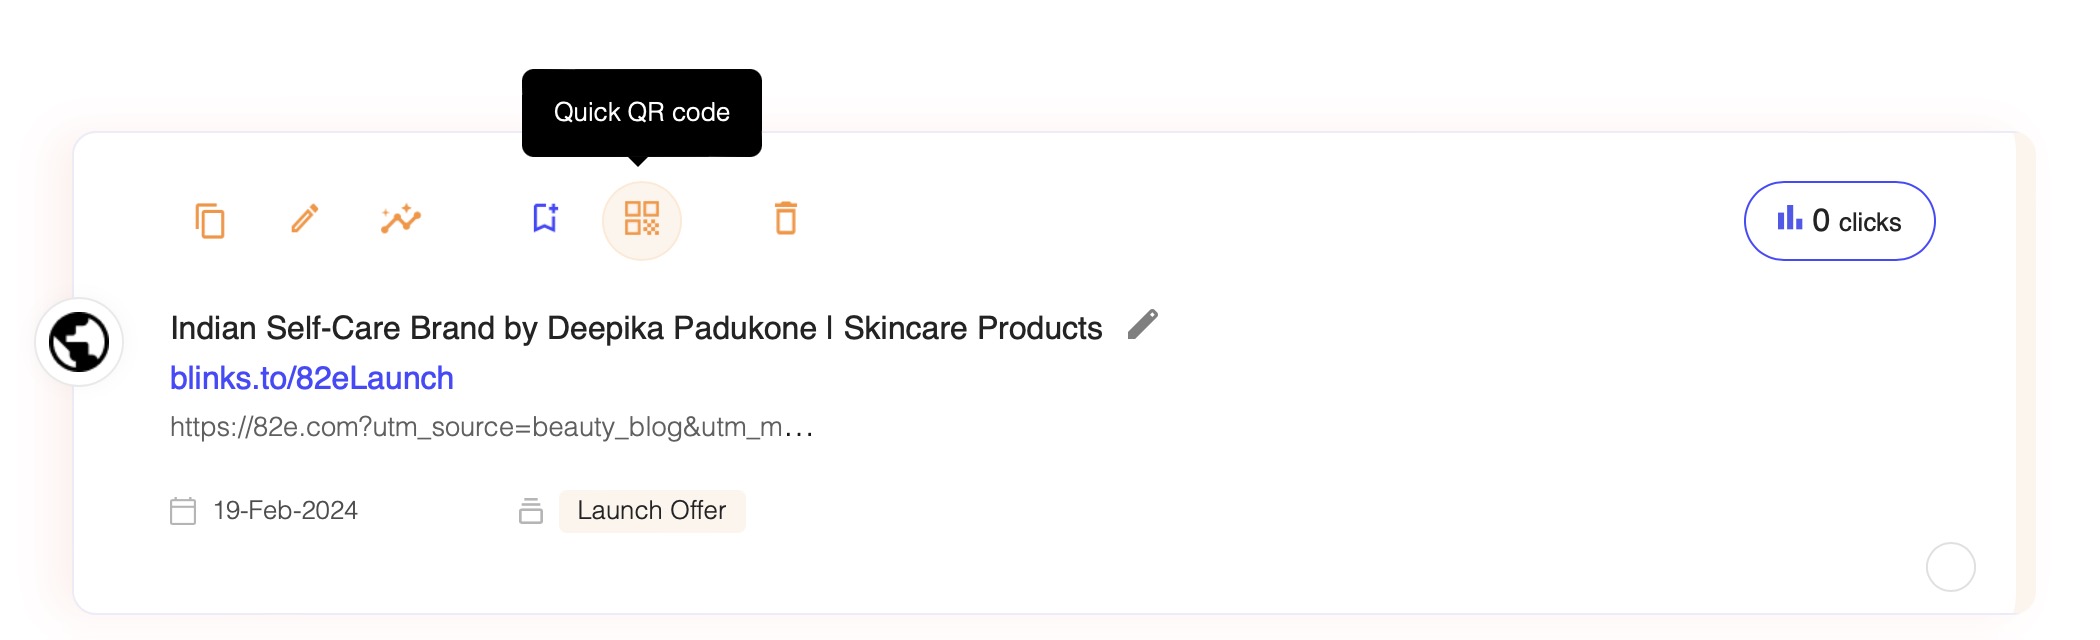 Quick QR code
0 clicks
Indian Self-Care Brand by Deepika Padukone | Skincare Products
blinks.to/82eLaunch
https://82e.com?utm_source=beauty_blog&utm_m...
19-Feb-2024
Launch Offer